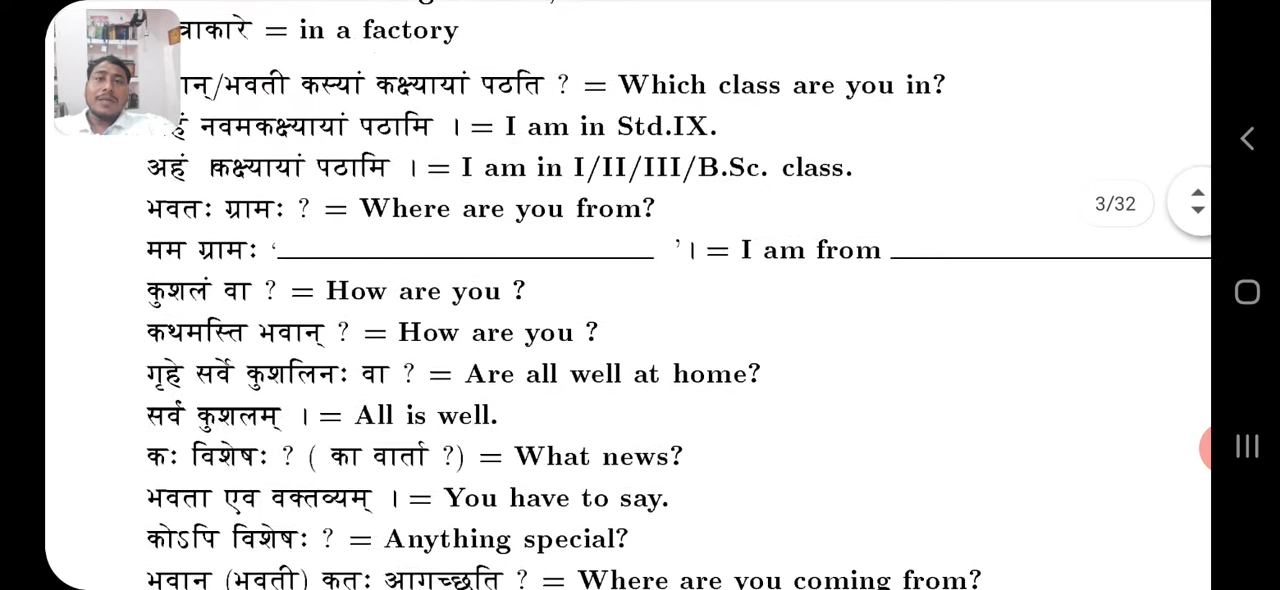 त्राकारे = in a factory
ान्/भवती कस्यां कक्ष्यायां पठति ? = Which class are you in?
हं नवमकक्ष्यायां पठामि । = I am in Std.IX.
अहं कक्ष्यायां पठामि । = I am in I/II/III/B.Sc. class.
भवतः ग्रामः ? = Where are you from?
3/32
मम ग्रामः ‘__________ ’। = I am from __________
कुशलं वा ? = How are you ?
कथमस्ति भवान् ? = How are you ?
गृहे सर्वे कुशलिनः वा ? = Are all well at home?
सर्वं कुशलम् । = All is well.
कः विशेषः ? ( का वार्ता ?) = What news?
भवता एव वक्तव्यम् । = You have to say.
कोऽपि विशेषः ? = Anything special?
भवान (भवती) कतः आगच्छति ? = Where are you coming from?